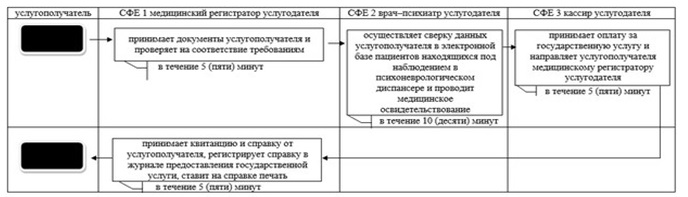 услугополучатель
СФЕ 1 медицинский регистратор услугодателя
СФЕ 2 врач–психиатр услугодателя
СФЕ 3 кассир услугодателя
принимает документы услугополучателя и
проверяет на соответствие требованиям
в течение 5 (пяти) минут
осуществляет сверку данных
услугополучателя в электронной
базе пациентов находящихся под
наблюдением в
психоневрологическом
диспансере и проводит
медицинское
освидетельствование
в течение 10 (десяти) минут
принимает оплату за
государственную услугу и
направляет услугополучателя
медицинскому регистратору
услугодателя
в течение 5 (пяти) минут
принимает квитанцию и справку от
услугополучателя, регистрирует справку в
журнале предоставления государственной
услуги, ставит на справке печать
в течение 5 (пяти) минут